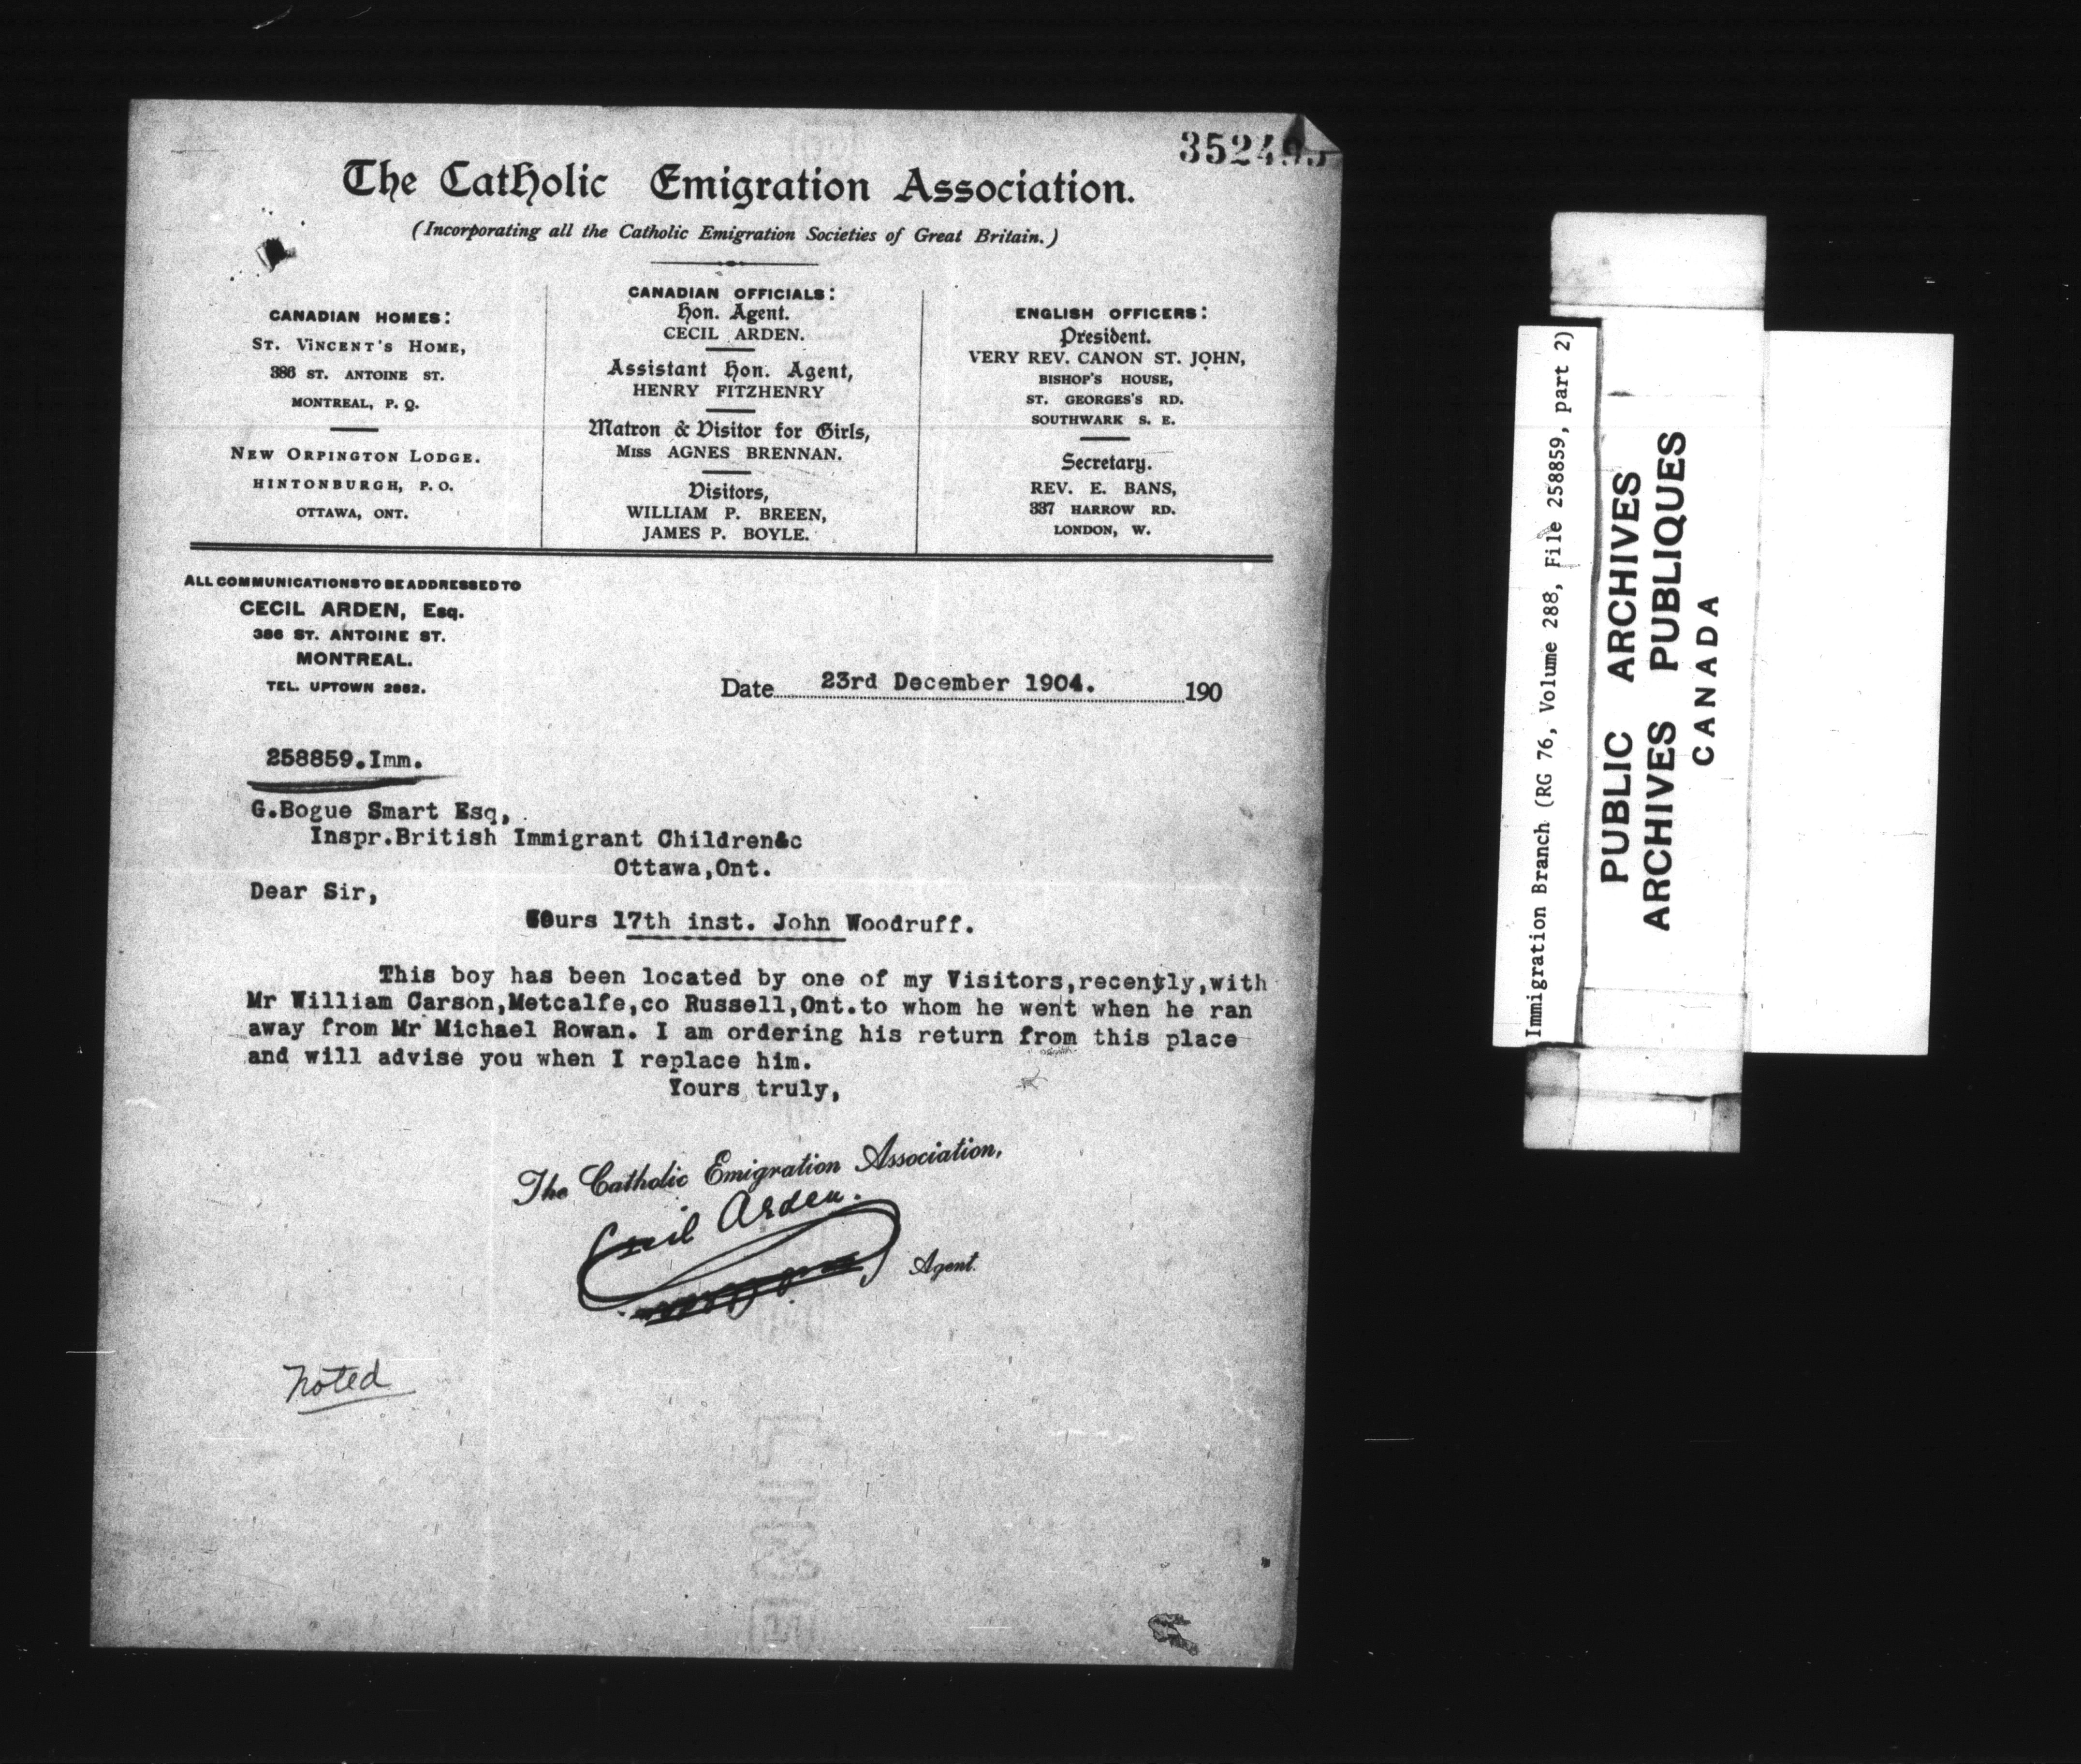 3524
The Catholic Emigration Association.
(Incorporating all the Catholic Emigration Societies of Great Britain.)
CANADIAN HOMES:
ST. VINCENT'S HOME,
386 ST. ANTOINE ST.
MONTREAL, P. Q.
NEW ORPINGTON LODGE.
HINTONBURGH, P. O.
OTTAWA, ONT.
CANADIAN OFFICIALS:
Hon. Agent.
CECIL ARDEN.
Assistant Hon. Agent,
HENRY FITZHENRY
Matron & Visitor for Girls,
Miss AGNES BRENNAN.
Visitors,
WILLIAM P. BREEN,
JAMES P. BOYLE.
ENGLISH OFFICERS:
President.
VERY REV. CANON ST. JOHN,
BISHOP'S HOUSE,
ST. GEORGES'S RD.
SOUTHWARK S. E.
Secretary.
REV. E. BANS,
337 HARROW RD.
LONDON, W.
ALL COMMUNICATIONS TO BE ADDRESSED TO
CECIL ARDEN, Esq.
386 ST. ANTOINE ST.
MONTREAL.
TEL. UPTOWN 2862.
Date 23rd December 1904. 190
258859.Imm.
G.Bogue Smart Esq,
Inspr.British Immigrant Children&c
Ottawa,Ont.
Dear Sir,
Yours 17th inst. John Woodruff.
This boy has been located by one of my Visitors,recently,with
Mr William Carson,Metcalfe,co Russell,Ont.to whom he went when he ran
away from Mr Michael Rowan. I am ordering his return from this place
and will advise you when I replace him.
Yours truly,
The Catholic Emigration Association,
Cecil Arden.
Agent.
Noted
Immigration Branch (RG 76, Volume 288, File 258859, part 2)
PUBLIC ARCHIVES
ARCHIVES PUBLIQUES
CANADA